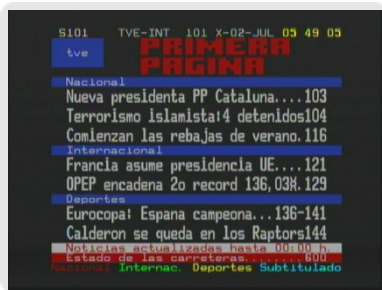 S101 TVE-INT 101 X-02-JUL 05 49 05
tve
PRIMERA
PAGINA
Nacional
Nueva presidenta PP Cataluna....103
Terrorismo islamista:4 detenidos104
Comienzan las rebajas de verano.116
Internacional
Francia asume presidencia UE....121
OPEP encadena 2o record 136,03%.129
Deportes
Eurocopa: Espana campeona...136-141
Calderon se queda en los Raptors144
Noticias actualizadas hasta 00:00 h.
Estado de las carreteras........600
Nacional Internac. Deportes Subtitulado